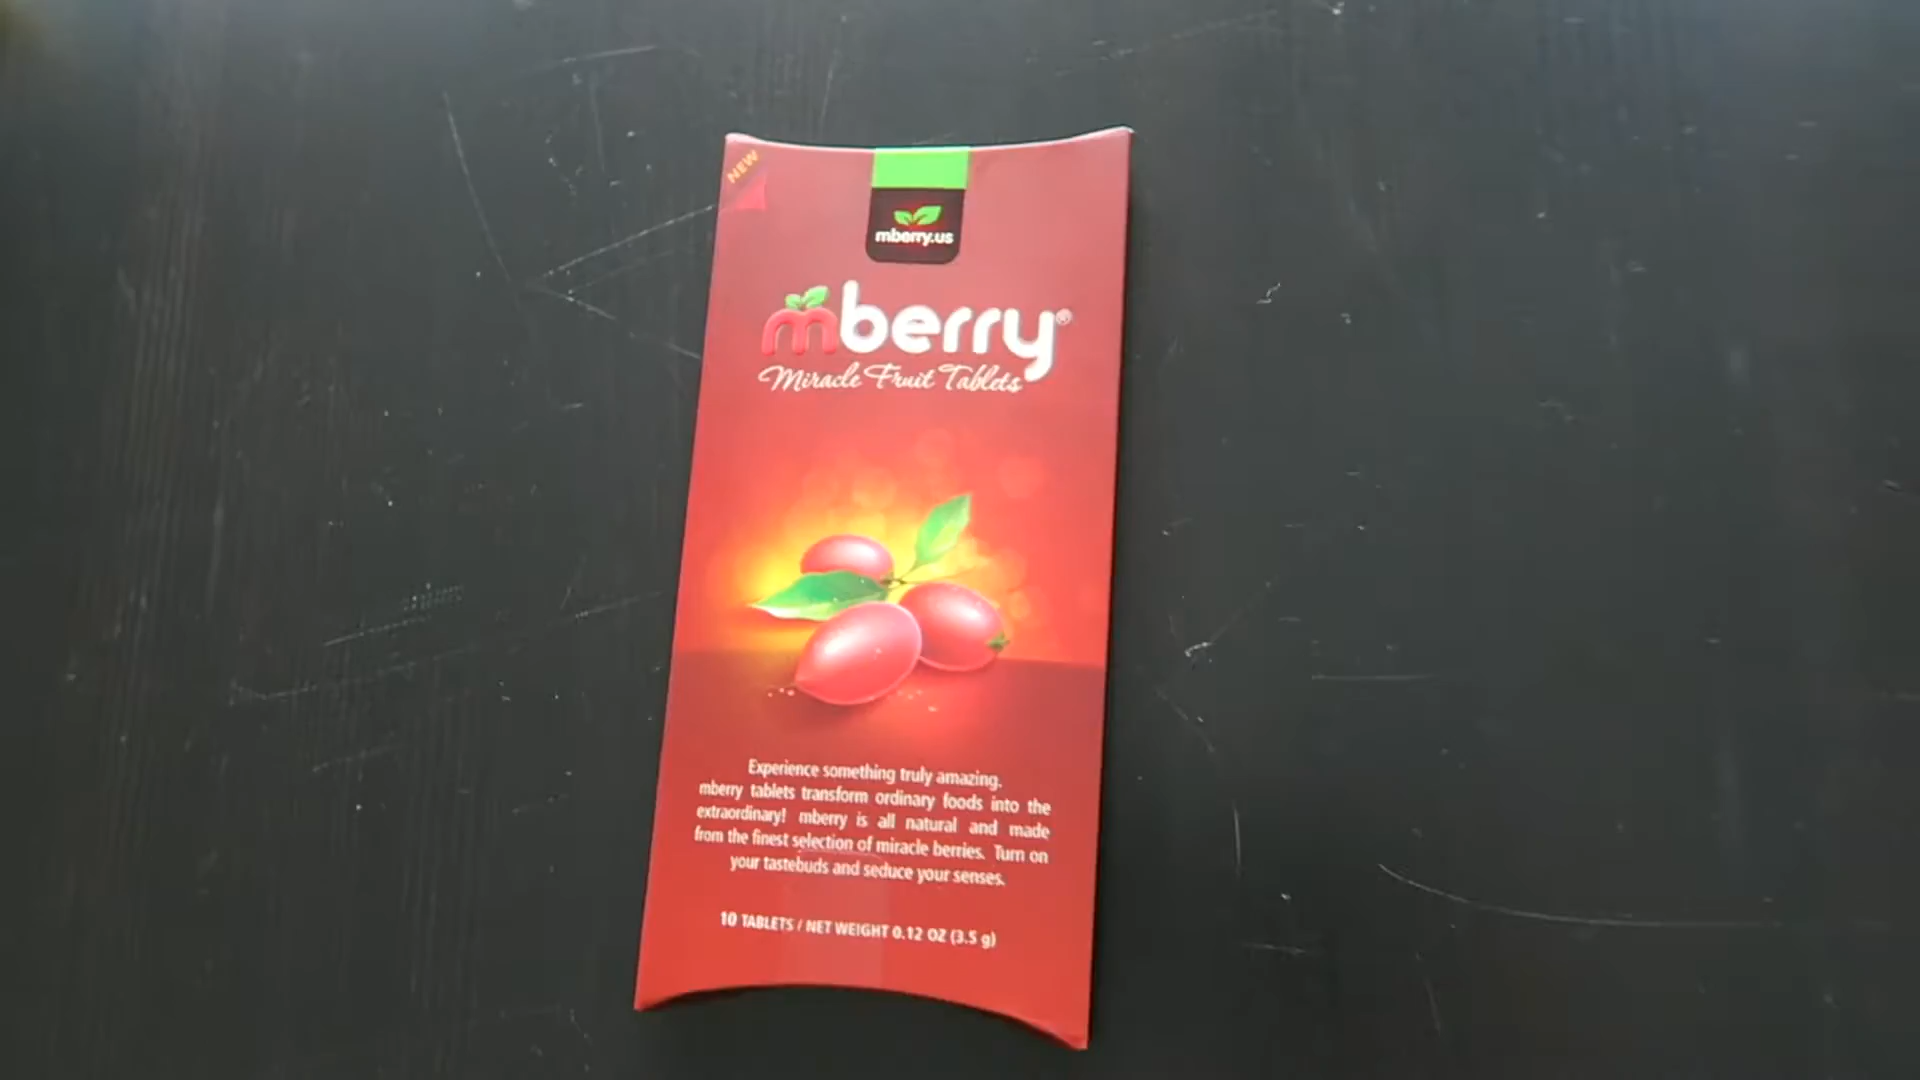 NEW
mberry.us
mberry®
Miracle Fruit Tablets
Experience something truly amazing.
mberry tablets transform ordinary foods into the
extraordinary! mberry is all natural and made
from the finest selection of miracle berries. Turn on
your tastebuds and seduce your senses.
10 TABLETS / NET WEIGHT 0.12 OZ (3.5 g)